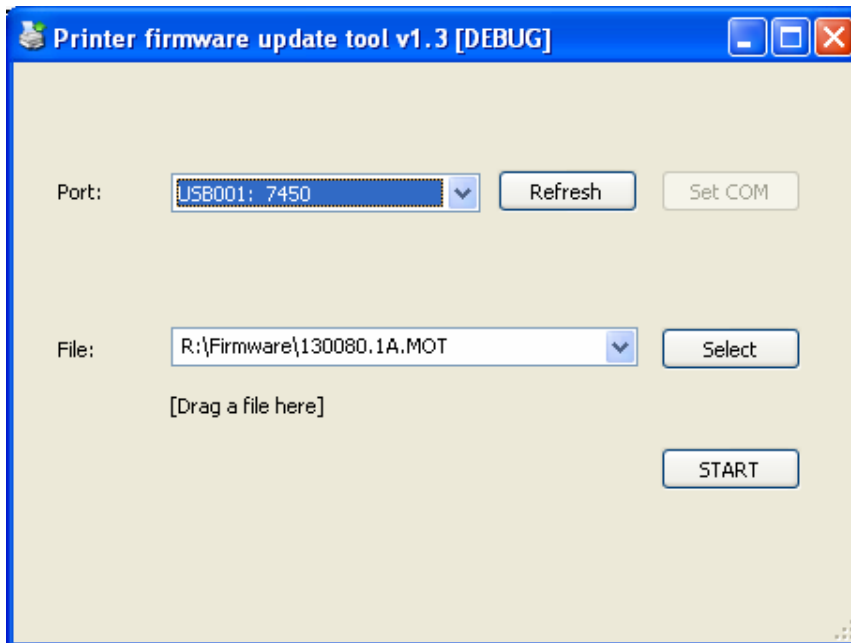 Printer firmware update tool v1.3 [DEBUG]
Port: USB001: 7450 Refresh Set COM
File: R:\Firmware\130080.1A.MOT Select
[Drag a file here]
START